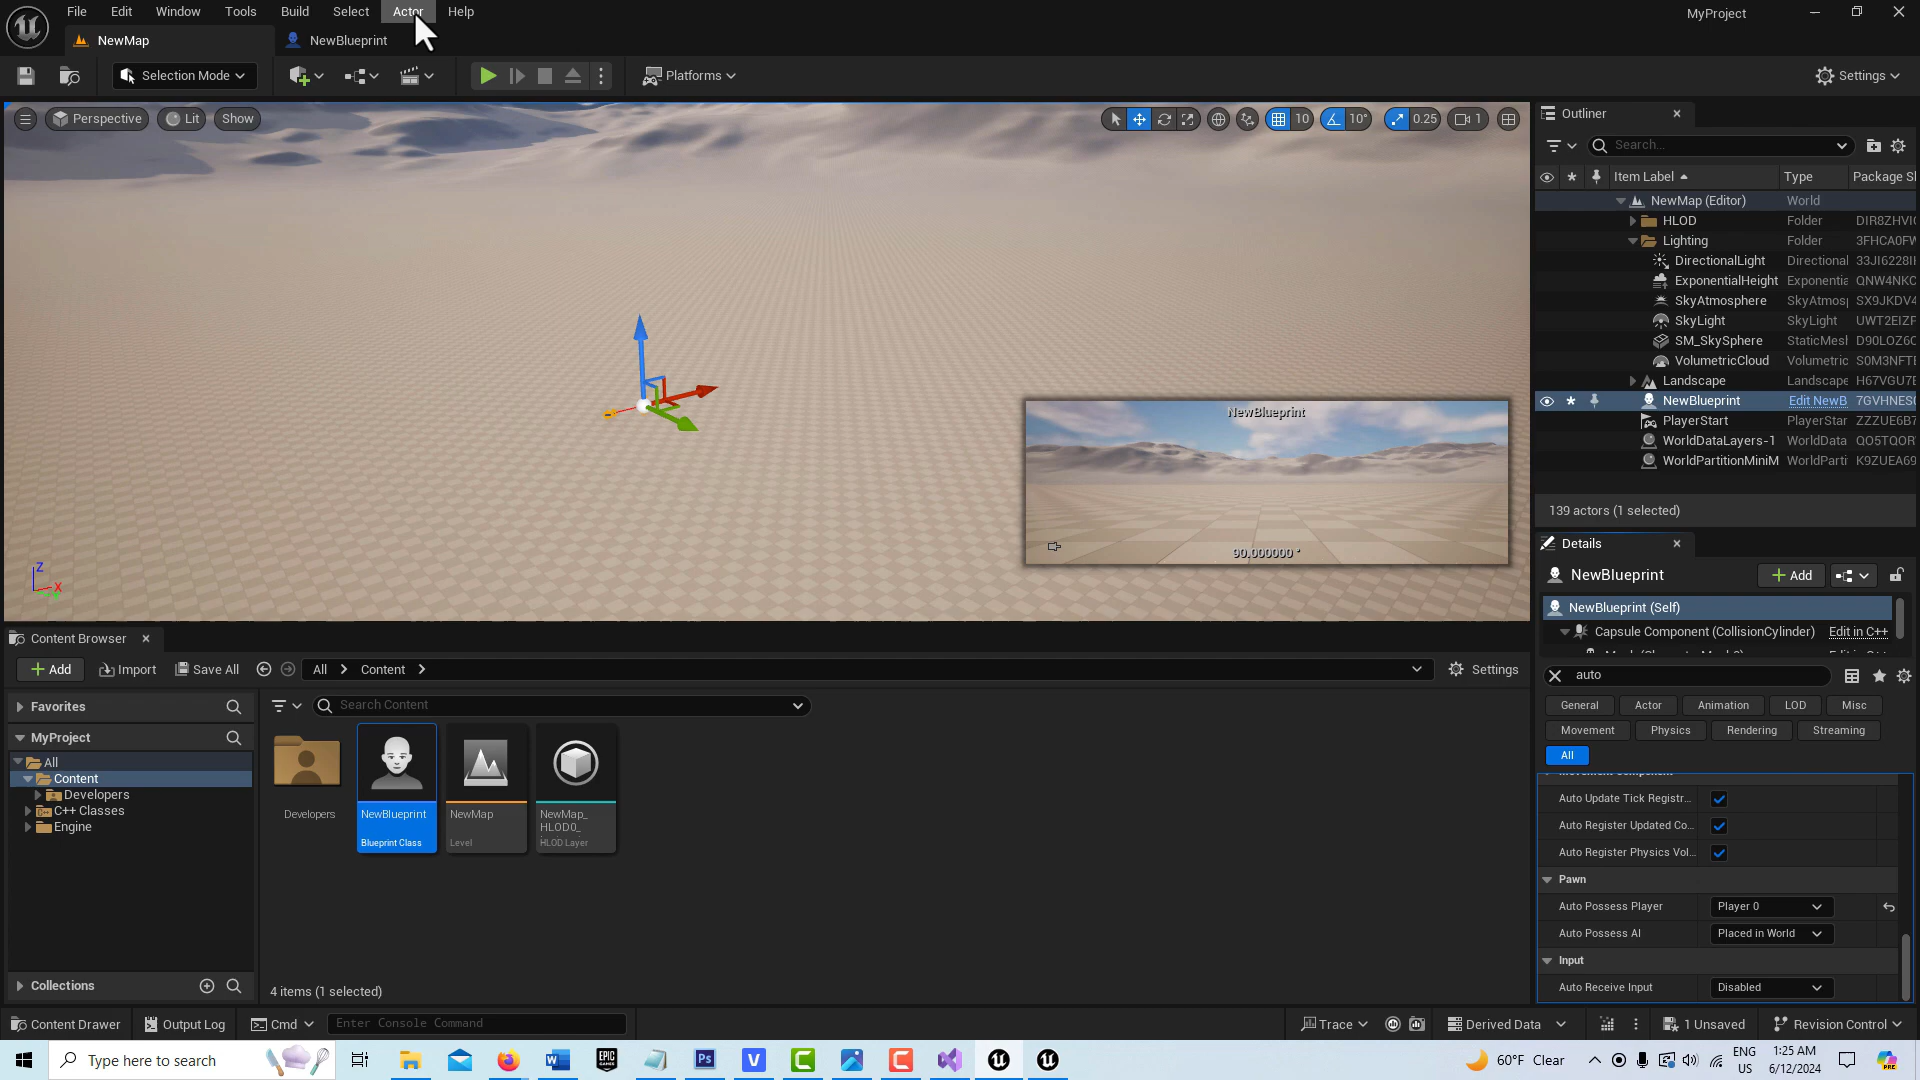 File Edit Window Tools Build Select Actor Help
MyProject
NewMap
NewBlueprint
Selection Mode
Platforms
Settings
Perspective
Lit
Show
10
10°
0.25
1
Outliner
Search...
Item Label
Type
NewMap (Editor) World
HLOD Folder
Lighting Folder
DirectionalLight Directional
ExponentialHeight Exponentia
SkyAtmosphere SkyAtmosp
SkyLight SkyLight
SM_SkySphere StaticMesl
VolumetricCloud Volumetric
Landscape Landscape
NewBlueprint Edit NewB
PlayerStart PlayerStar
WorldDataLayers-1 WorldData
WorldPartitionMiniM WorldParti
139 actors (1 selected)
NewBlueprint
90.000000 °
Z
X
Y
Details
NewBlueprint
Add
NewBlueprint (Self)
Capsule Component (CollisionCylinder) Edit in C++
auto
General Actor Animation LOD Misc
Movement Physics Rendering Streaming
All
Auto Update Tick Registr...
Auto Register Updated Co...
Auto Register Physics Vol...
Pawn
Auto Possess Player Player 0
Auto Possess AI Placed in World
Input
Auto Receive Input Disabled
Content Browser
Add Import Save All All Content Settings
Favorites
Search Content
MyProject
All
Content
Developers
C++ Classes
Engine
Developers
NewBlueprint
Blueprint Class
NewMap
Level
NewMap_
HLOD0_
HLOD Layer
Collections
4 items (1 selected)
Content Drawer Output Log Cmd Enter Console Command
Trace Derived Data 1 Unsaved Revision Control
Type here to search
60°F Clear
ENG
US
1:25 AM
6/12/2024